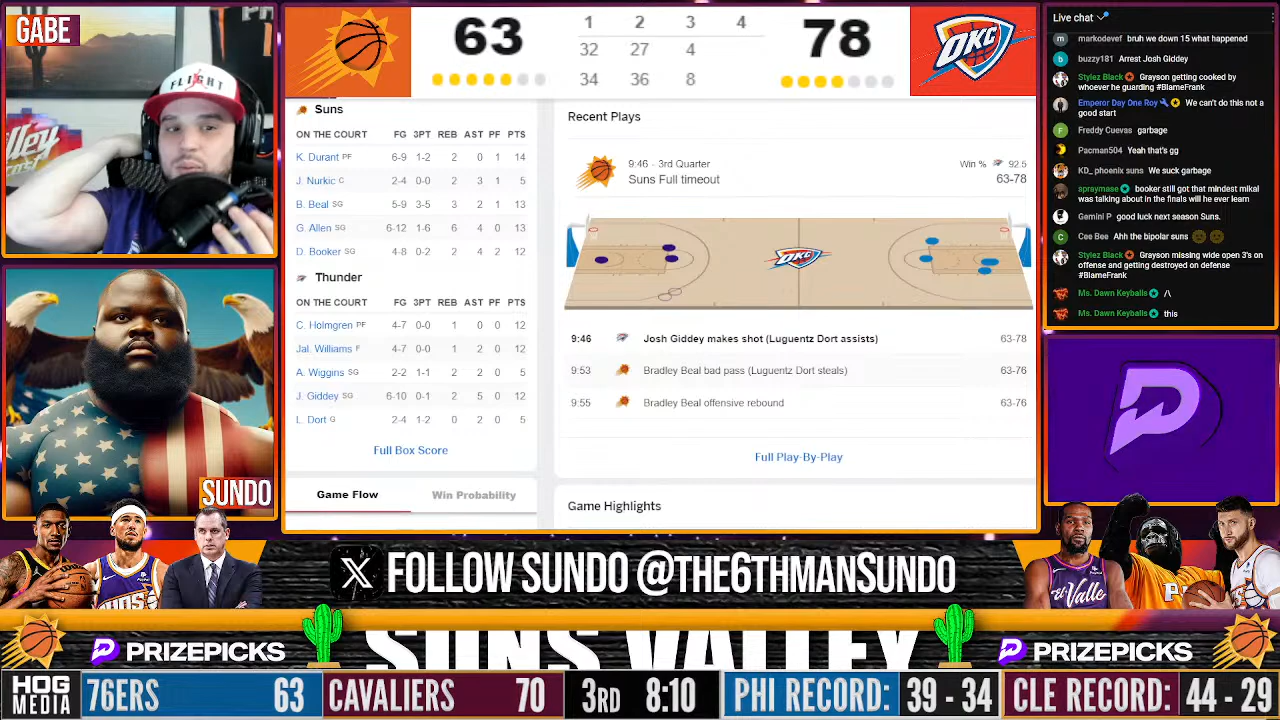 GABE
FLIGHT
63
1 2 3 4
32 27 4
34 36 8
78
OKC
Suns
ON THE COURT FG 3PT REB AST PF PTS
K. Durant PF 6-9 1-2 2 0 1 14
J. Nurkic C 2-4 0-0 2 3 1 5
B. Beal SG 5-9 3-5 3 2 1 13
G. Allen SG 6-12 1-6 6 4 0 13
D. Booker SG 4-8 0-2 4 2 2 12
Thunder
ON THE COURT FG 3PT REB AST PF PTS
C. Holmgren PF 4-7 0-0 1 0 0 12
Jal. Williams F 4-7 0-0 1 2 0 12
A. Wiggins SG 2-2 1-1 2 2 0 5
J. Giddey SG 6-10 0-1 2 5 0 12
L. Dort G 2-4 1-2 0 2 0 5
Full Box Score
Game Flow Win Probability
Recent Plays
9:46 - 3rd Quarter Win % 92.5
Suns Full timeout 63-78
OKC
9:46 Josh Giddey makes shot (Luguentz Dort assists) 63-78
9:53 Bradley Beal bad pass (Luguentz Dort steals) 63-76
9:55 Bradley Beal offensive rebound 63-76
Full Play-By-Play
Game Highlights
Live chat
markodevef bruh we down 15 what happened
buzzy181 Arrest Josh GIddey
Stylez Black Grayson getting cooked by
whoever he guarding #BlameFrank
Emperor Dey One Roy We can't do this not a
good start
Freddy Cuevas garbage
Pacman504 Yeah that's gg
KD_ phoenix suns We suck garbage
spraymase booker still got that mindest mikal
was talking about in the finals will he ever learn
Gemini P good luck next season Suns.
Cee Bee Ahh the bipolar suns
Stylez Black Grayson missing wide open 3's on
offense and getting destroyed on defense
#BlameFrank
Ms. Dawn Keyballs /\
Ms. Dawn Keyballs this
SUNDO
X FOLLOW SUNDO @THE6THMANSUNDO
SUNS
El Valle
PRIZEPICKS SUNS VALLEY PRIZEPICKS
HOG
MEDIA
76ERS 63 CAVALIERS 70 3RD 8:10 PHI RECORD: 39 - 34 CLE RECORD: 44 - 29